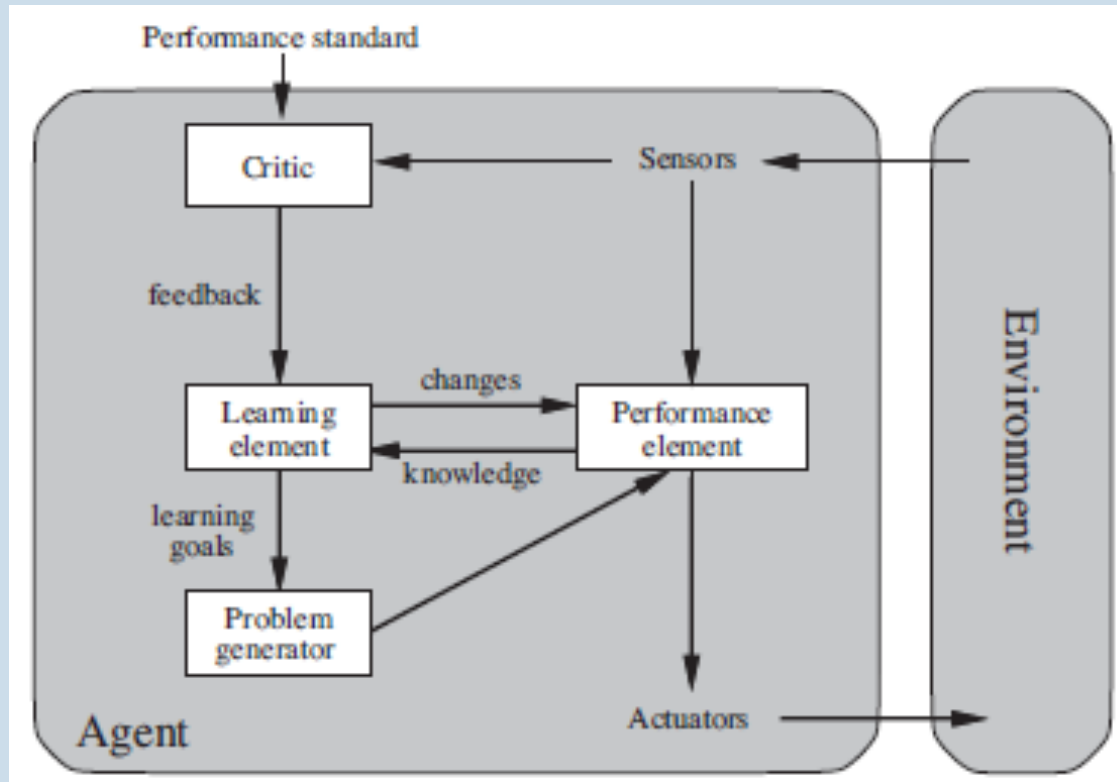 Performance standard
Critic
Sensors
feedback
changes
Learning
element
Performance
element
knowledge
learning
goals
Problem
generator
Agent
Actuators
Environment